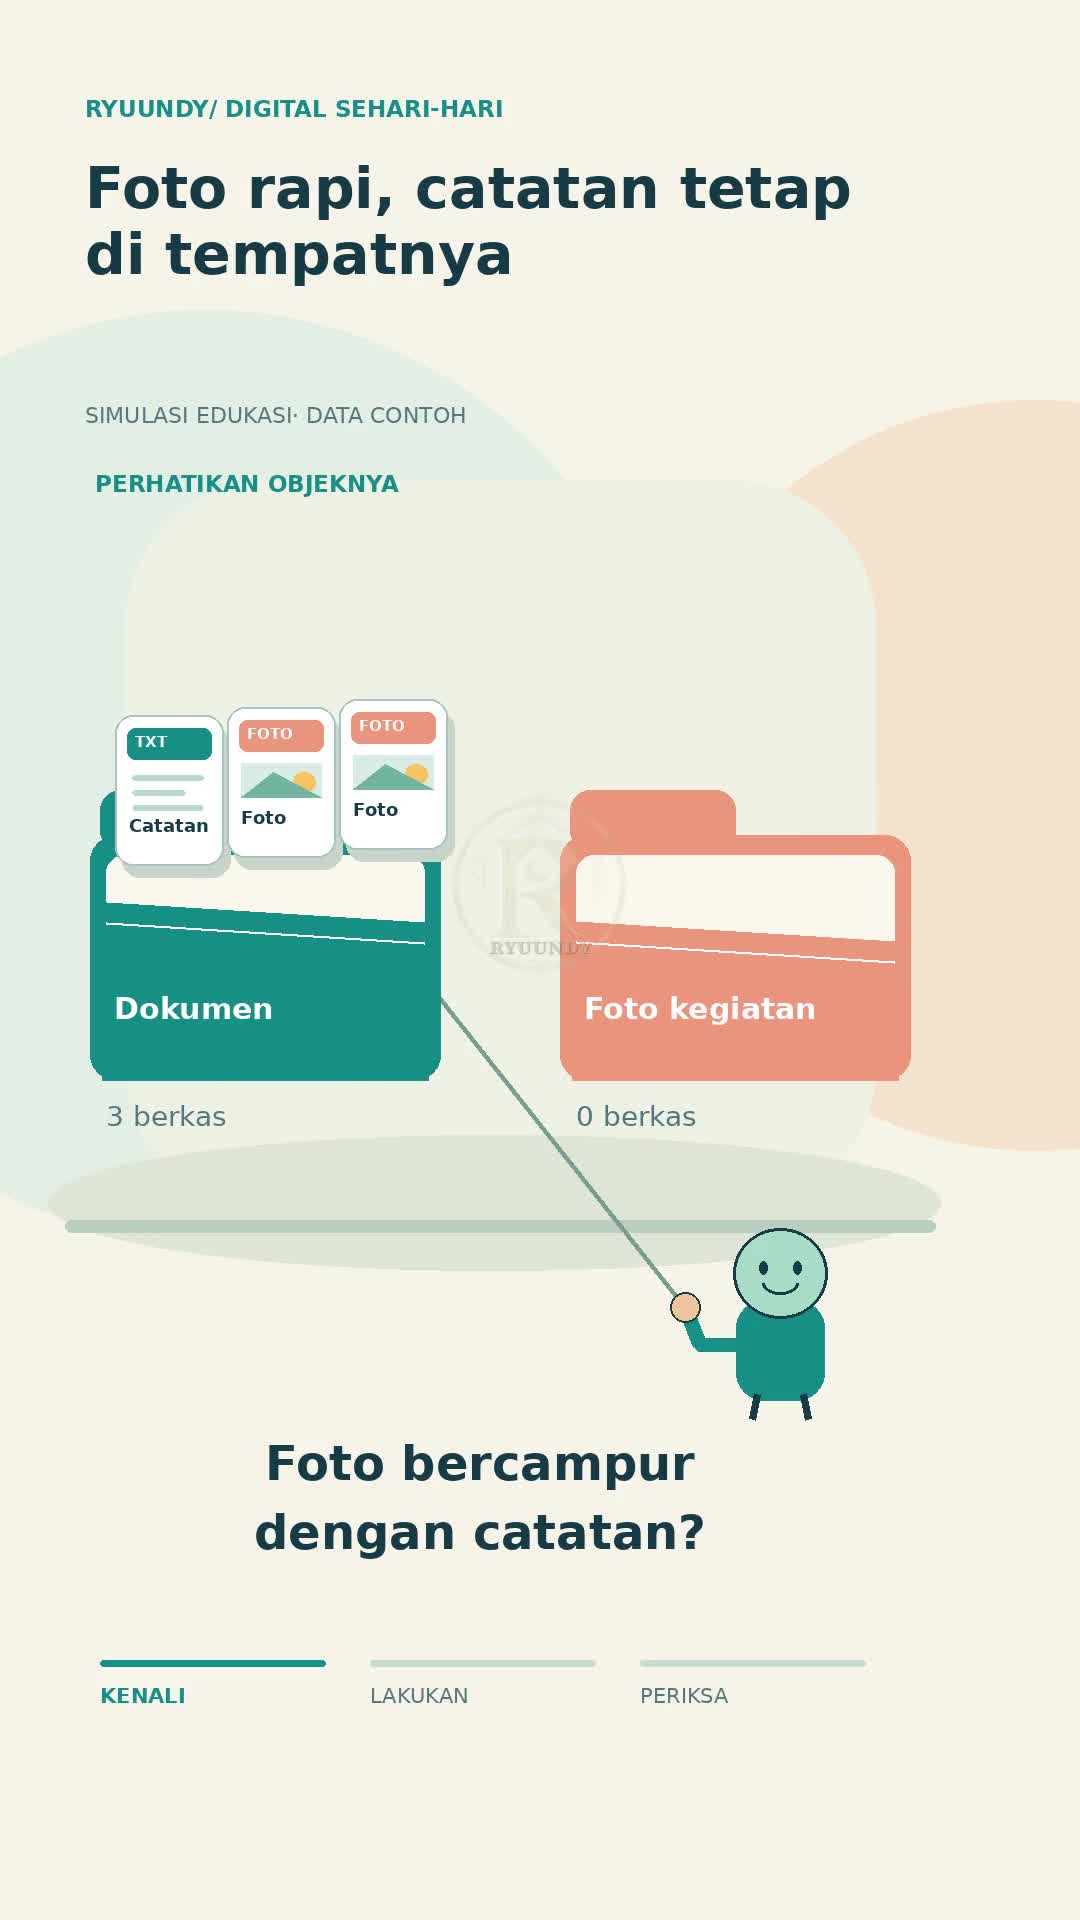 RYUUNDY/ DIGITAL SEHARI-HARI
Foto rapi, catatan tetap
di tempatnya
SIMULASI EDUKASI· DATA CONTOH
PERHATIKAN OBJEKNYA
TXT
Catatan
FOTO
Foto
FOTO
Foto
R
RYUUNDY
Dokumen
Foto kegiatan
3 berkas
0 berkas
Foto bercampur
dengan catatan?
KENALI
LAKUKAN
PERIKSA